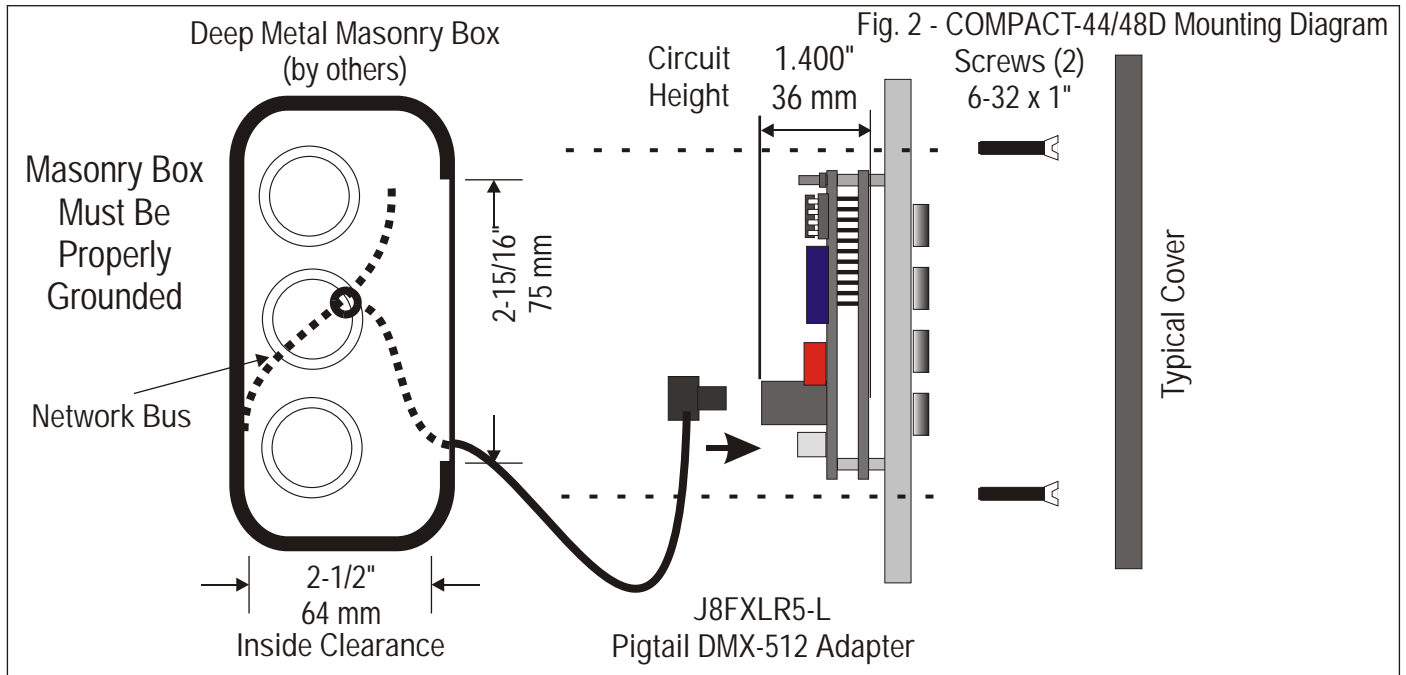 Fig. 2 - COMPACT-44/48D Mounting Diagram
Deep Metal Masonry Box
(by others)
Circuit
Height
1.400"
36 mm
Screws (2)
6-32 x 1"
Masonry Box
Must Be
Properly
Grounded
2-15/16"
75 mm
Typical Cover
Network Bus
2-1/2"
64 mm
Inside Clearance
J8FXLR5-L
Pigtail DMX-512 Adapter